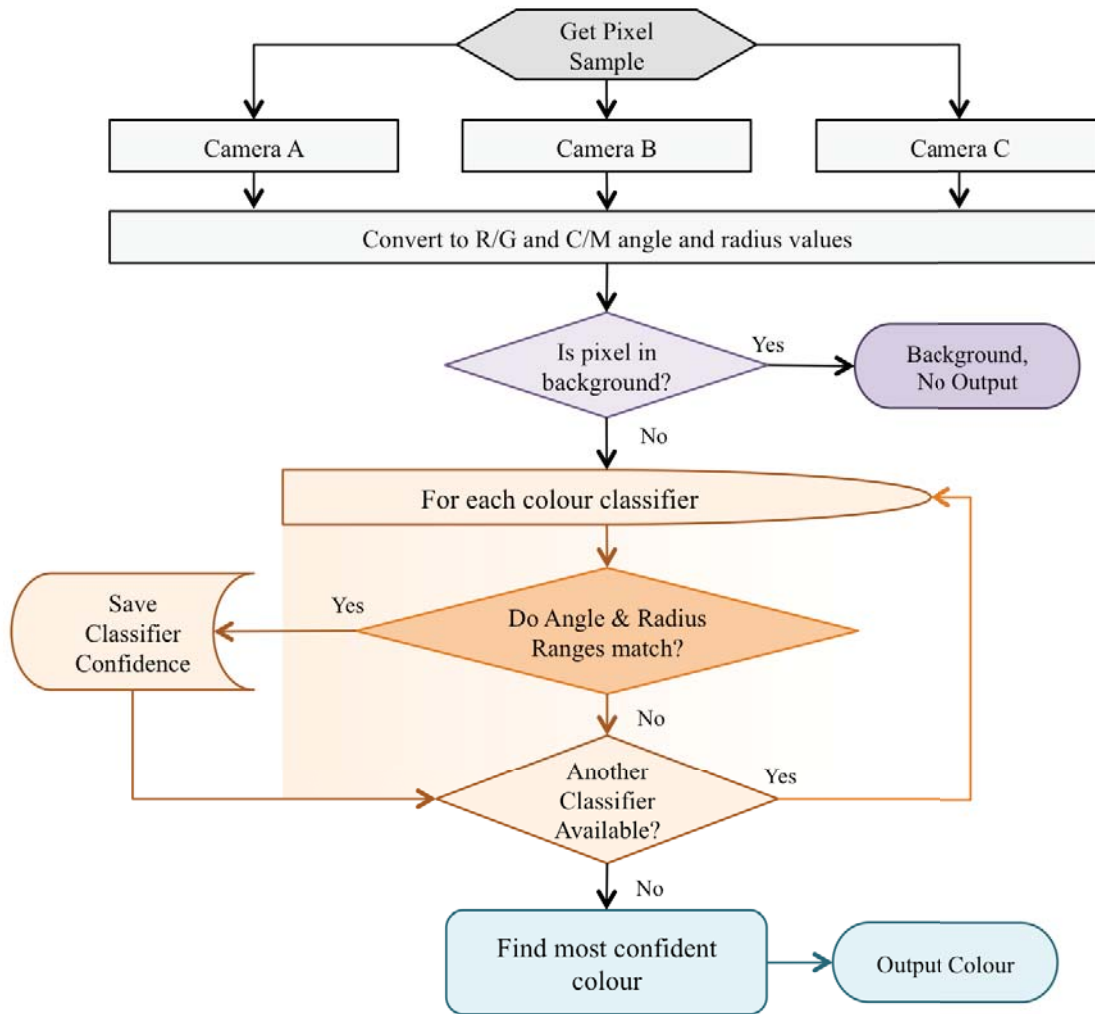 Get Pixel
Sample
Camera A
Camera B
Camera C
Convert to R/G and C/M angle and radius values
Is pixel in
background?
Yes
Background,
No Output
No
For each colour classifier
Save
Classifier
Confidence
Yes
Do Angle & Radius
Ranges match?
No
Another
Classifier
Available?
Yes
No
Find most confident
colour
Output Colour